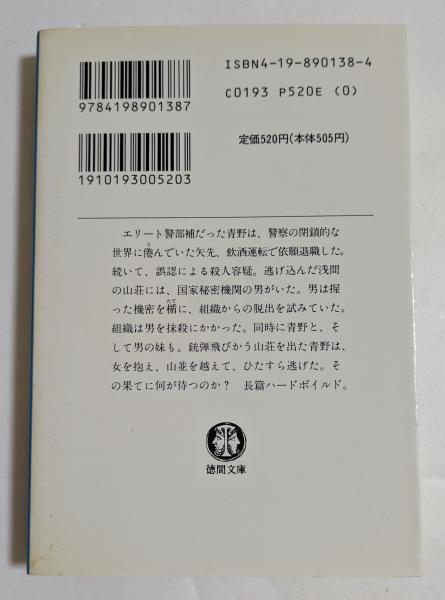 ISBN4-19-890138-4
9784198901387
C0193 P520E (0)
定価520円(本体505円)
1910193005203
エリート警部補だった青野は、警察の閉鎖的な
世界に倦んでいた矢先、飲酒運転で依願退職した。
続いて、誤認による殺人容疑。逃げ込んだ浅間
の山荘には、国家秘密機関の男がいた。男は握
った機密を楯に、組織からの脱出を試みていた。
組織は男を抹殺にかかった。同時に青野と、そ
して男の妹も。銃弾飛びかう山荘を出た青野は、
女を抱え、山並を越えて、ひたすら逃げた。そ
の果てに何が待つのか？　長篇ハードボイルド。
徳間文庫